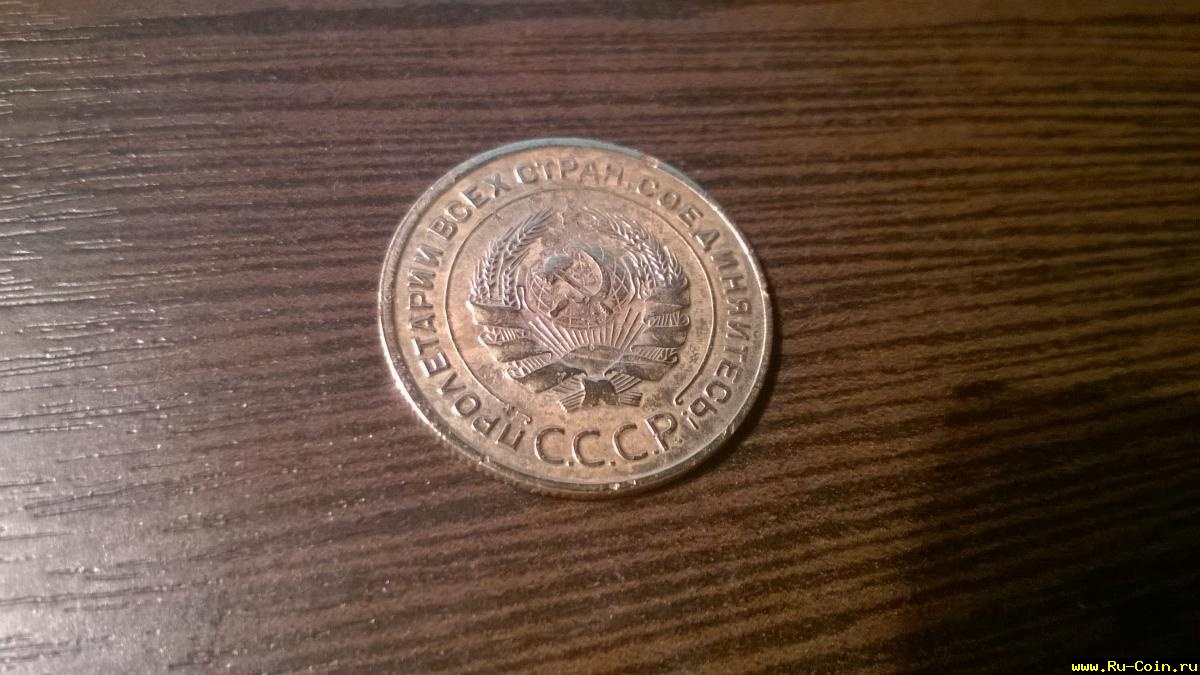 ПРОЛЕТАРИИ ВСЕХ СТРАН, СОЕДИНЯЙТЕСЬ!
С.С.С.Р.
www.Ru-Coin.ru